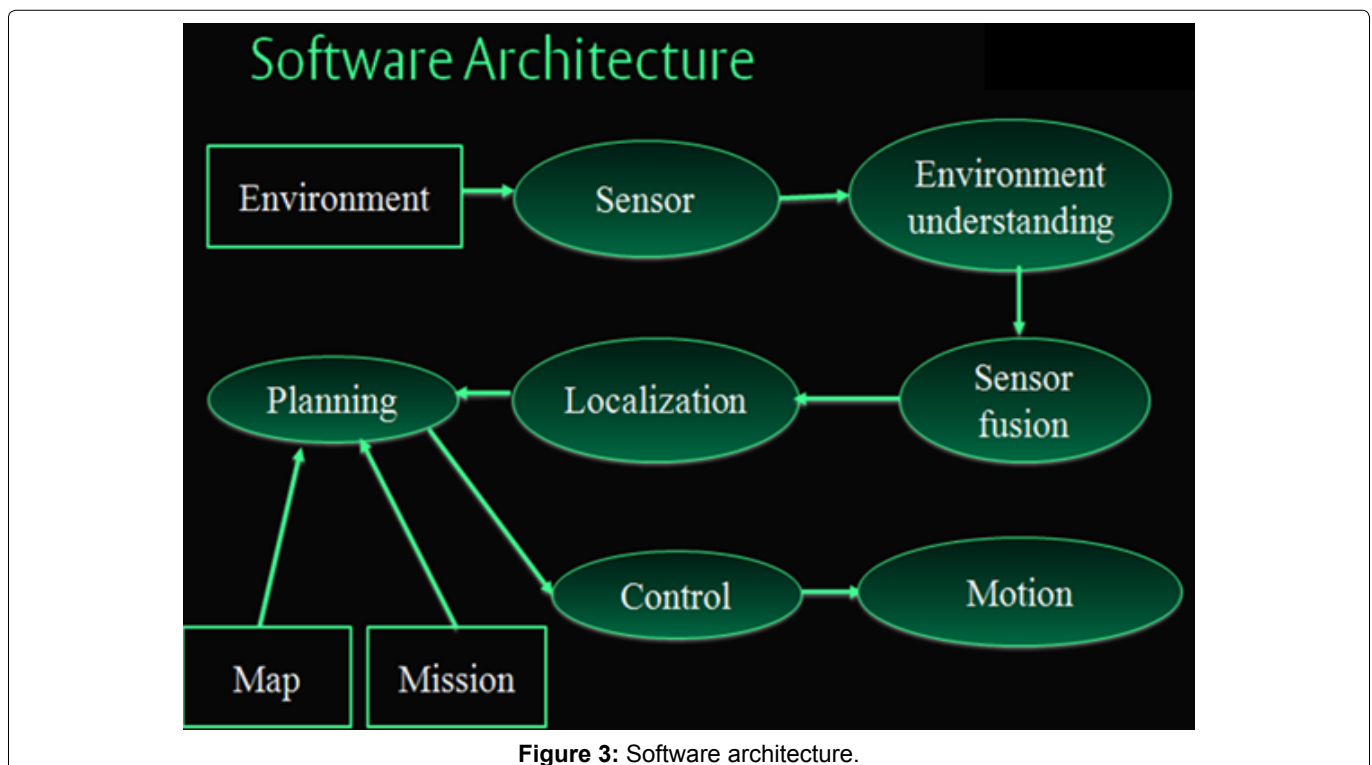 Software Architecture
Environment
Sensor
Environment
understanding
Planning
Localization
Sensor
fusion
Control
Motion
Map
Mission
Figure 3: Software architecture.